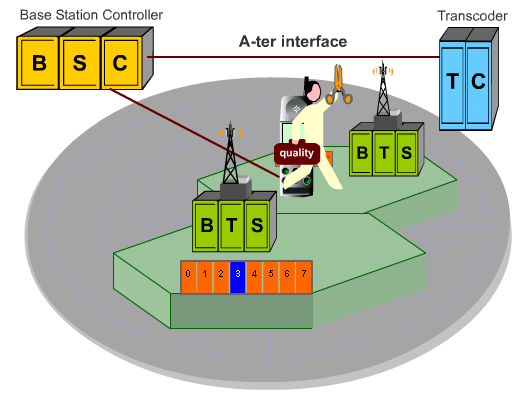 Base Station Controller
Transcoder
A-ter interface
B S C
T C
quality
B T S
B T S
0 1 2 3 4 5 6 7